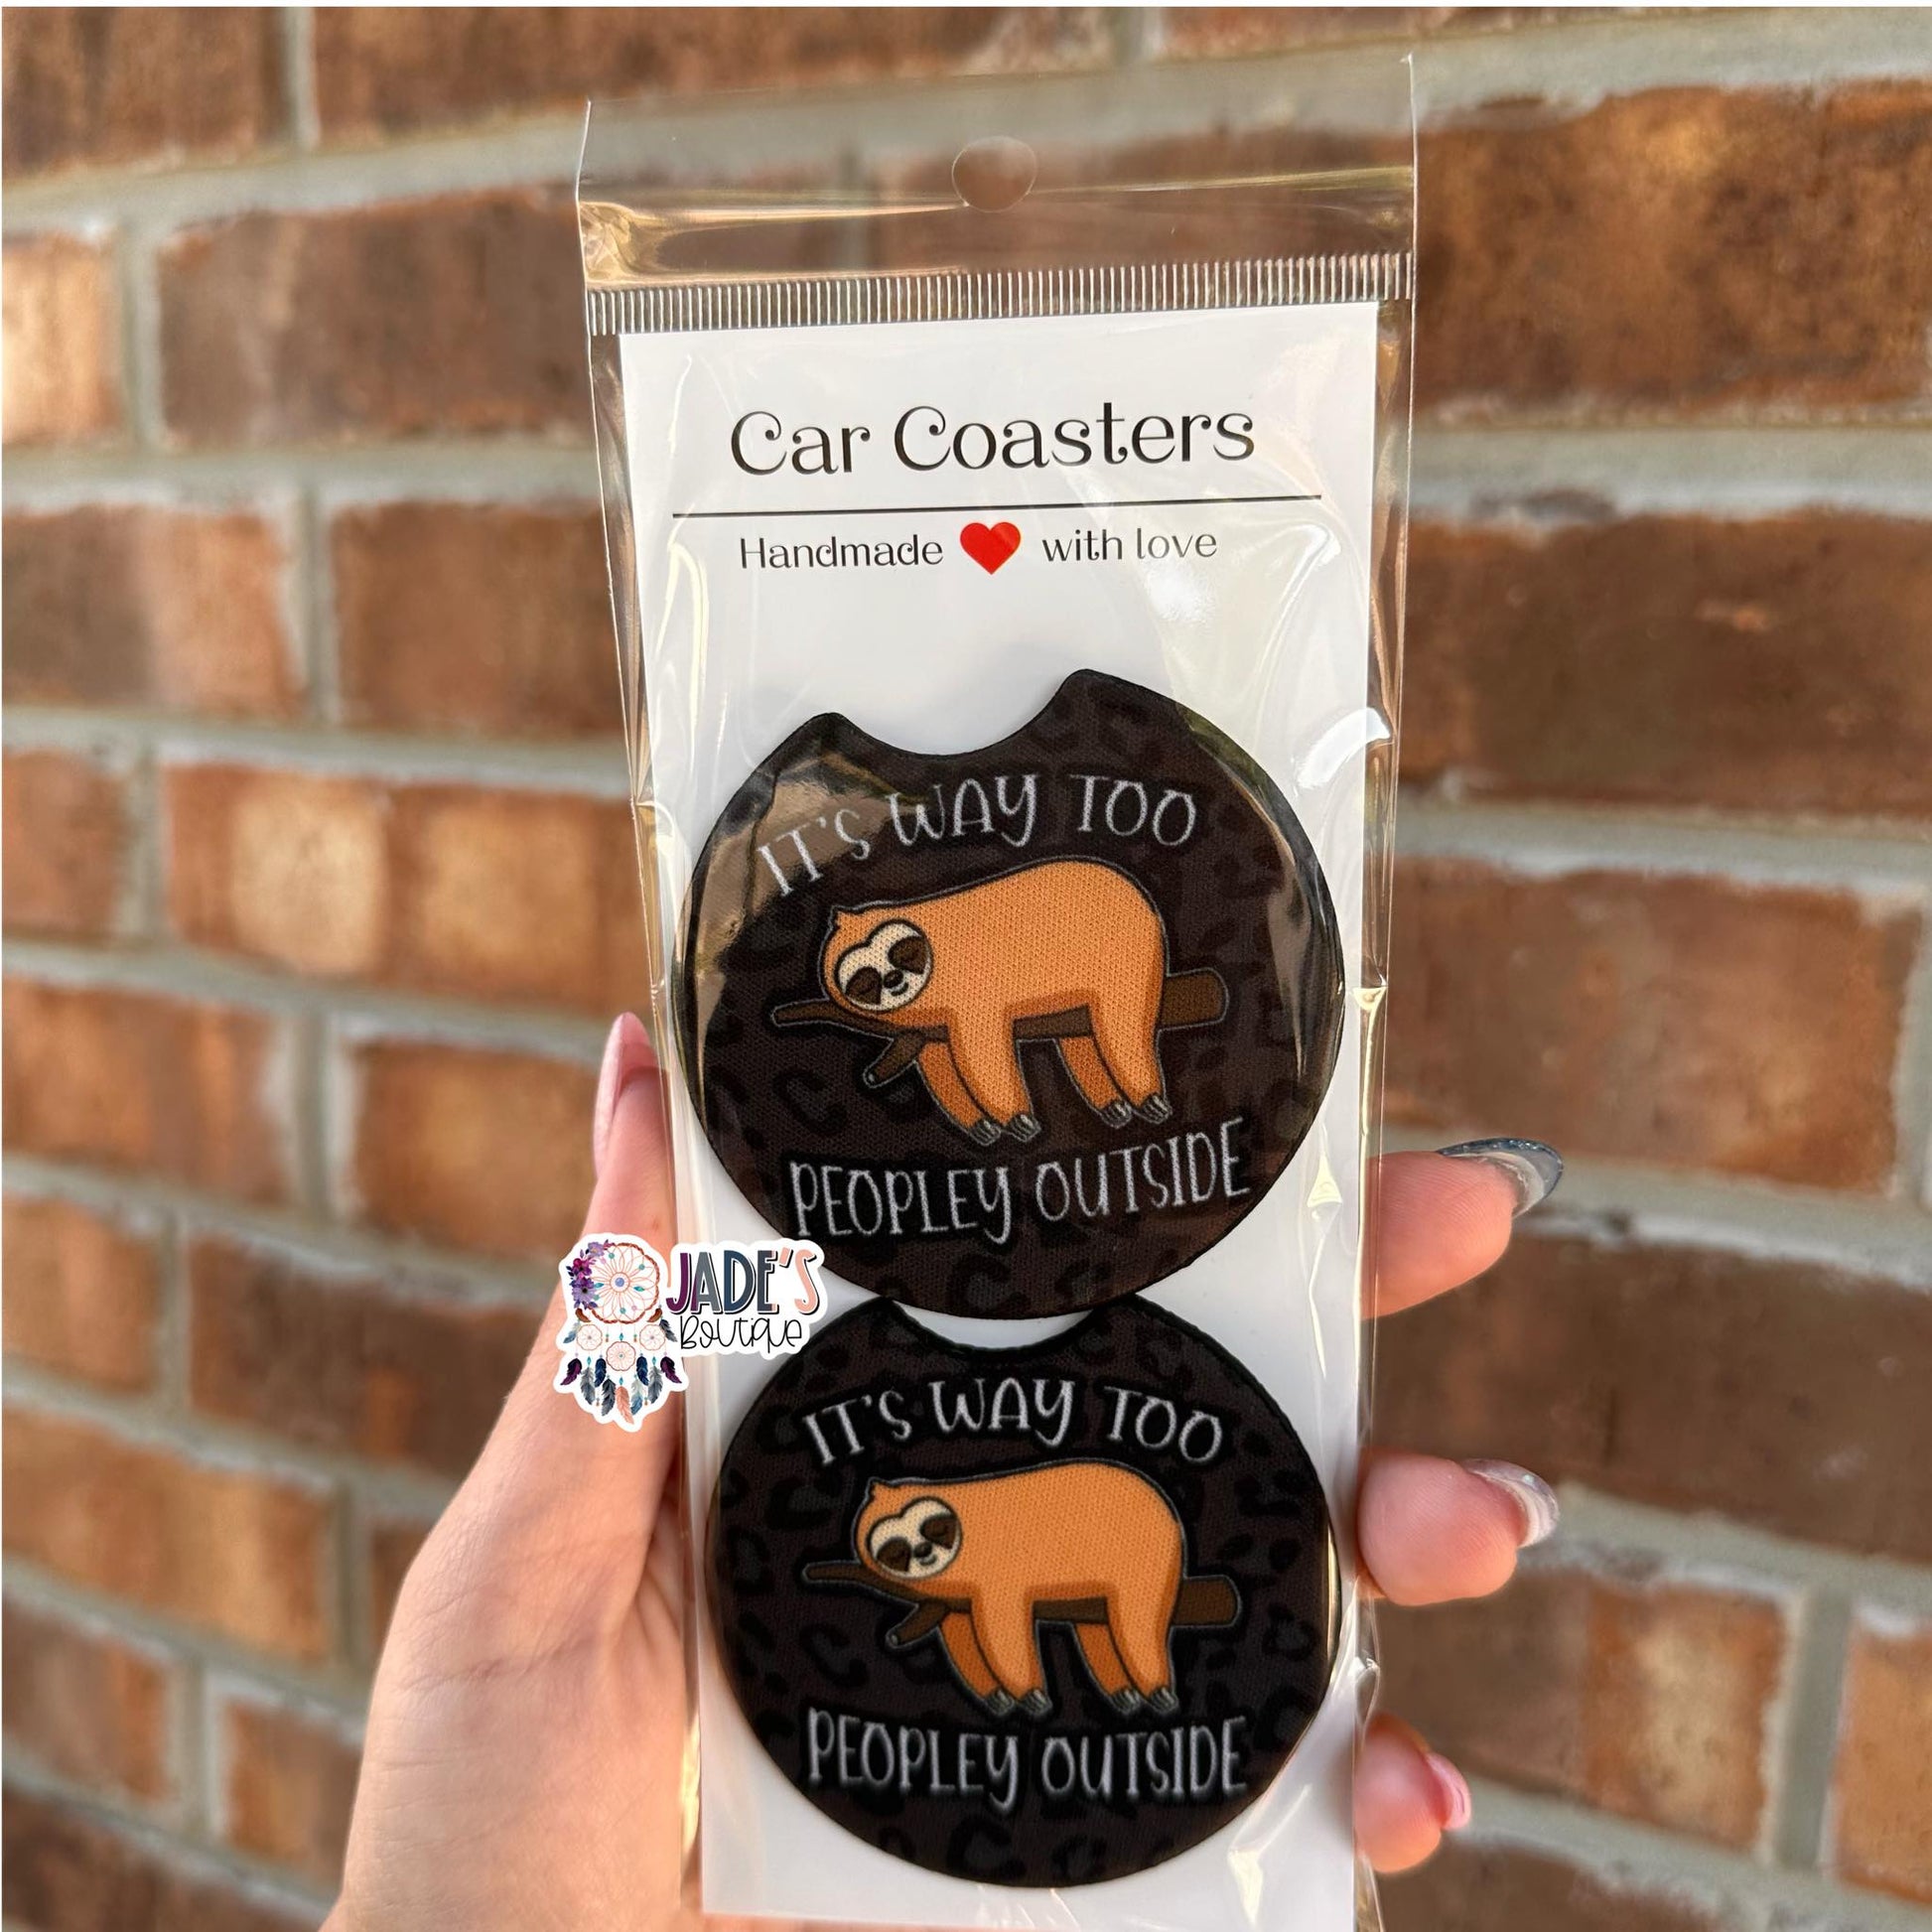 Car Coasters
Handmade with love
IT'S WAY TOO
PEOPLEY OUTSIDE
JADE'S
Boutique
IT'S WAY TOO
PEOPLEY OUTSIDE